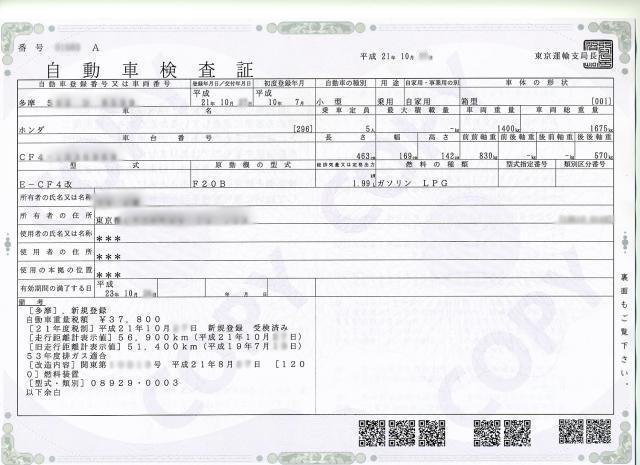 番号 A
平成 21年 10月 東京運輸支局長
自動車検査証
自動車登録番号又は車両番号 登録年月日/交付年月日 初度登録年月 自動車の種別 用途 自家用・事業用の別 車体の形状
多摩 5 平成 21年 10月 平成 10年 7月 小型 乗用 自家用 箱型 [001]
車名 乗車定員 最大積載量 車両重量 車両総重量
ホンダ [296] 5人 -kg 1400kg 1675kg
車台番号 長さ 幅 高さ 前前軸重 前後軸重 後前軸重 後後軸重
CF4- 463cm 169cm 142cm 830kg -kg -kg 570kg
型式 原動機の型式 総排気量又は定格出力 燃料の種類 型式指定番号 類別区分番号
E-CF4改 F20B 1.99L ガソリン LPG
所有者の氏名又は名称
所有者の住所 東京都
使用者の氏名又は名称 ***
使用者の住所 ***
使用の本拠の位置 ***
有効期間の満了する日 平成 23年 10月 年 月 日
備考
[多摩],新規登録
自動車重量税額 ¥37,800
[21年度税制]平成21年10月 日 新規登録 受検済み
[走行距離計表示値]56,900km(平成21年10月 日)
[旧走行距離計表示値]51,400km(平成19年7月 日)
53年度排ガス適合
[改造内容]関東第 号 平成21年8月 日 [120
0]燃料装置
[型式・類別]08929-0003
以下余白
裏面もご覧下さい。
COPY
COPY